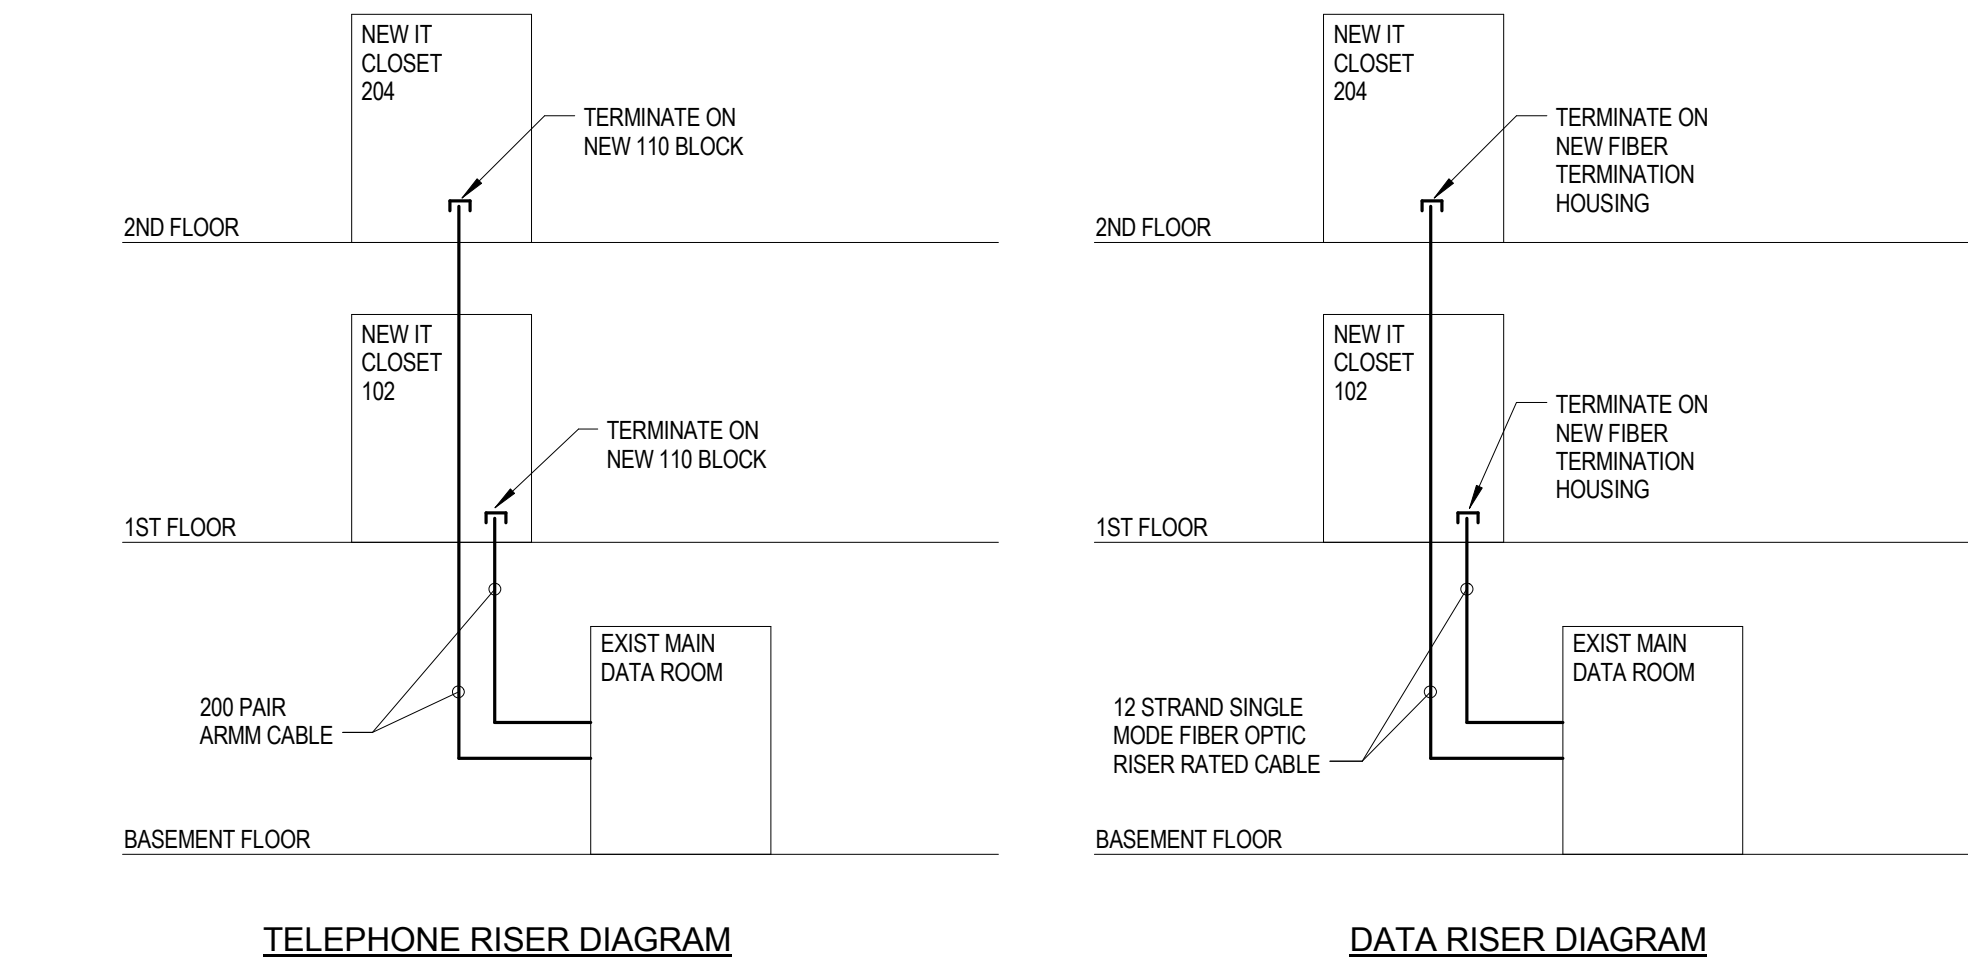 NEW IT
CLOSET
204
TERMINATE ON
NEW 110 BLOCK
2ND FLOOR
NEW IT
CLOSET
102
TERMINATE ON
NEW 110 BLOCK
1ST FLOOR
EXIST MAIN
DATA ROOM
200 PAIR
ARMM CABLE
BASEMENT FLOOR
TELEPHONE RISER DIAGRAM
NEW IT
CLOSET
204
TERMINATE ON
NEW FIBER
TERMINATION
HOUSING
2ND FLOOR
NEW IT
CLOSET
102
TERMINATE ON
NEW FIBER
TERMINATION
HOUSING
1ST FLOOR
EXIST MAIN
DATA ROOM
12 STRAND SINGLE
MODE FIBER OPTIC
RISER RATED CABLE
BASEMENT FLOOR
DATA RISER DIAGRAM